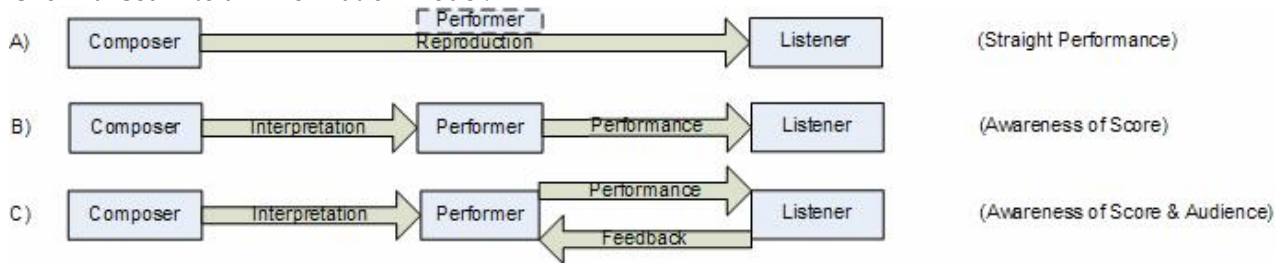 Performer
A) Composer Reproduction Listener (Straight Performance)
B) Composer Interpretation Performer Performance Listener (Awareness of Score)
Performance
C) Composer Interpretation Performer Listener (Awareness of Score & Audience)
Feedback